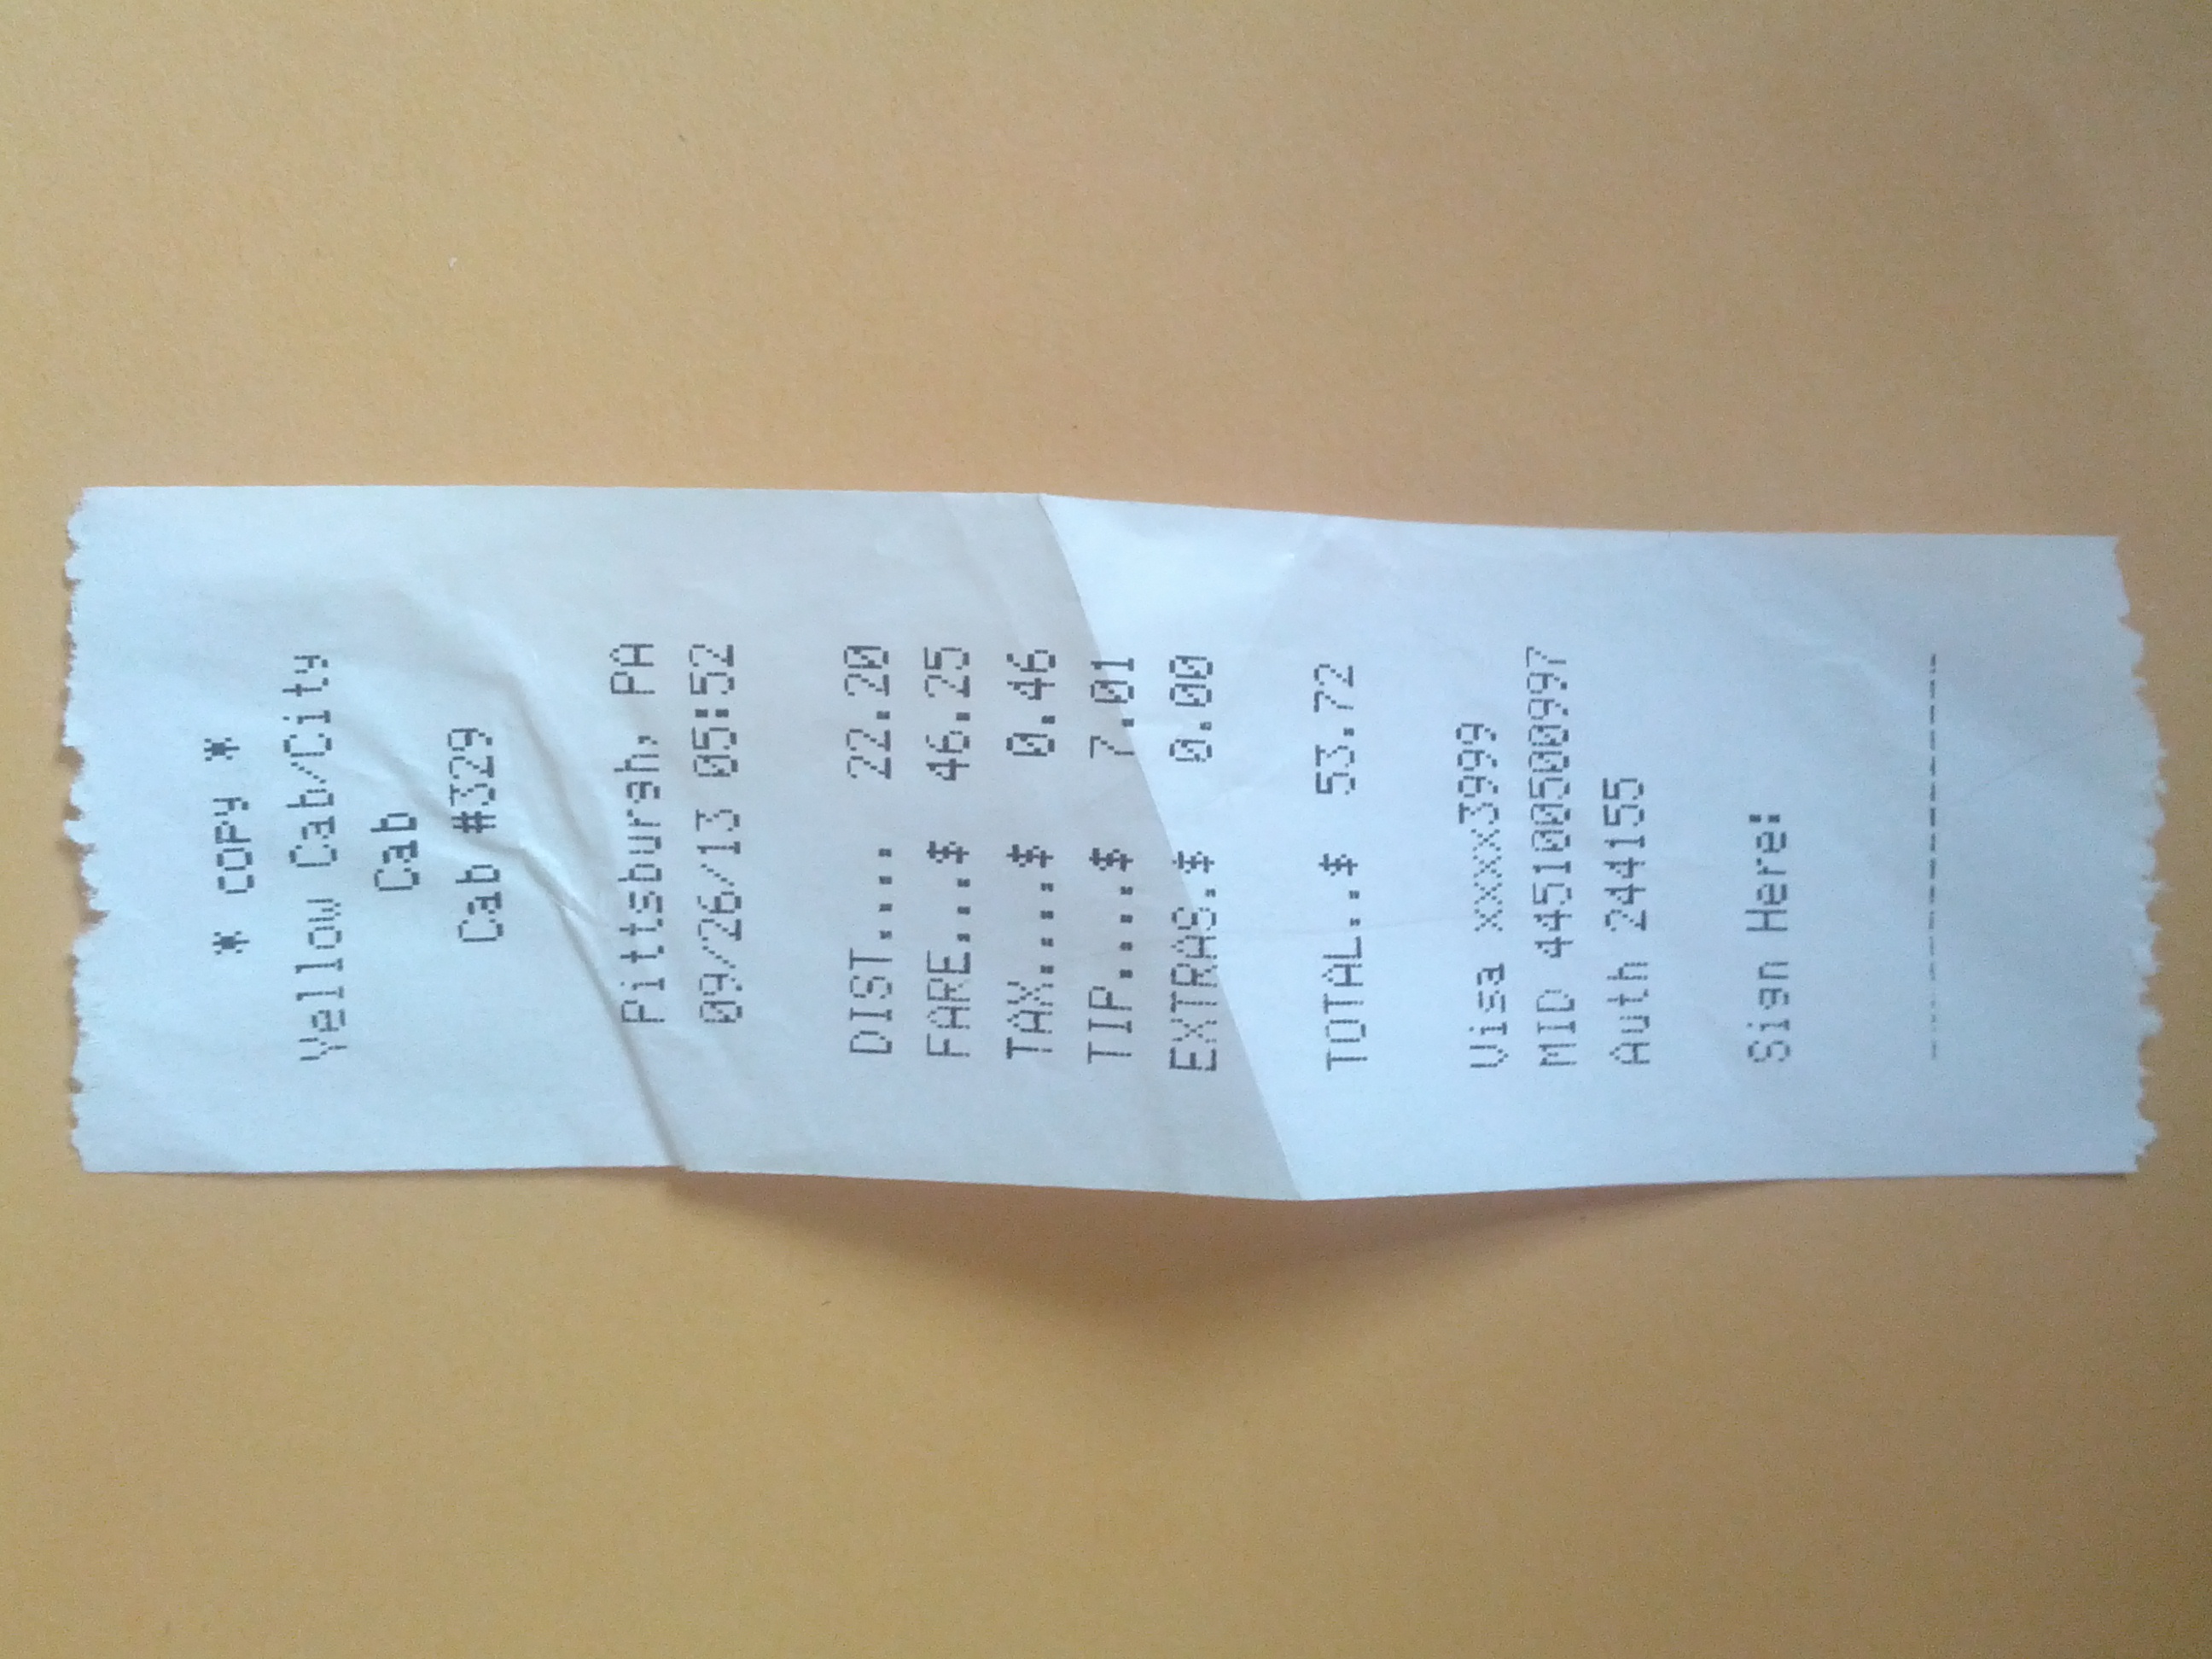 * COPY *
Yellow Cab/City
Cab
Cab #329
Pittsburgh, PA
09/26/13 05:52
DIST.... 22.20
FARE...$ 46.25
TAX....$ 0.46
TIP....$ 7.01
EXTRAS.$ 0.00
TOTAL..$ 53.72
Visa xxxx3999
MID 445100500997
Auth 244155
Sign Here: